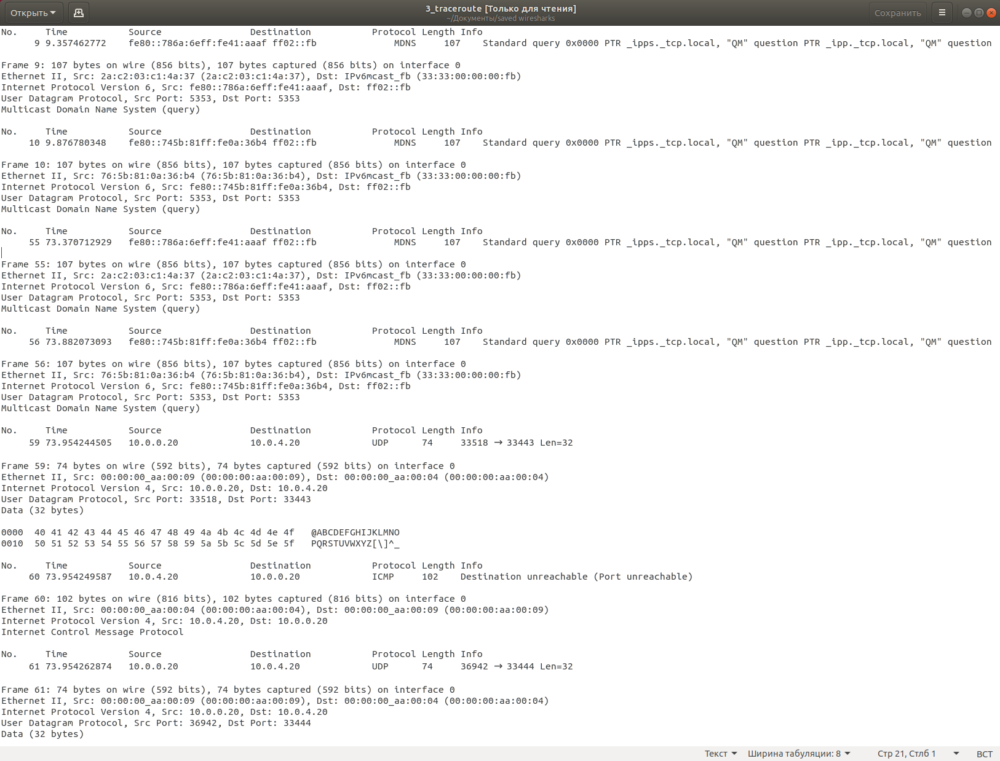 Открыть
3_traceroute [Только для чтения]
~/Документы/saved wiresharks
Сохранить
No.     Time           Source                Destination           Protocol Length Info
      9 9.357462772    fe80::786a:6eff:fe41:aaaf ff02::fb              MDNS     107    Standard query 0x0000 PTR _ipps._tcp.local, "QM" question PTR _ipp._tcp.local, "QM" question
Frame 9: 107 bytes on wire (856 bits), 107 bytes captured (856 bits) on interface 0
Ethernet II, Src: 2a:c2:03:c1:4a:37 (2a:c2:03:c1:4a:37), Dst: IPv6mcast_fb (33:33:00:00:00:fb)
Internet Protocol Version 6, Src: fe80::786a:6eff:fe41:aaaf, Dst: ff02::fb
User Datagram Protocol, Src Port: 5353, Dst Port: 5353
Multicast Domain Name System (query)
No.     Time           Source                Destination           Protocol Length Info
     10 9.876780348    fe80::745b:81ff:fe0a:36b4 ff02::fb              MDNS     107    Standard query 0x0000 PTR _ipps._tcp.local, "QM" question PTR _ipp._tcp.local, "QM" question
Frame 10: 107 bytes on wire (856 bits), 107 bytes captured (856 bits) on interface 0
Ethernet II, Src: 76:5b:81:0a:36:b4 (76:5b:81:0a:36:b4), Dst: IPv6mcast_fb (33:33:00:00:00:fb)
Internet Protocol Version 6, Src: fe80::745b:81ff:fe0a:36b4, Dst: ff02::fb
User Datagram Protocol, Src Port: 5353, Dst Port: 5353
Multicast Domain Name System (query)
No.     Time           Source                Destination           Protocol Length Info
     55 73.370712929   fe80::786a:6eff:fe41:aaaf ff02::fb              MDNS     107    Standard query 0x0000 PTR _ipps._tcp.local, "QM" question PTR _ipp._tcp.local, "QM" question
Frame 55: 107 bytes on wire (856 bits), 107 bytes captured (856 bits) on interface 0
Ethernet II, Src: 2a:c2:03:c1:4a:37 (2a:c2:03:c1:4a:37), Dst: IPv6mcast_fb (33:33:00:00:00:fb)
Internet Protocol Version 6, Src: fe80::786a:6eff:fe41:aaaf, Dst: ff02::fb
User Datagram Protocol, Src Port: 5353, Dst Port: 5353
Multicast Domain Name System (query)
No.     Time           Source                Destination           Protocol Length Info
     56 73.882073093   fe80::745b:81ff:fe0a:36b4 ff02::fb              MDNS     107    Standard query 0x0000 PTR _ipps._tcp.local, "QM" question PTR _ipp._tcp.local, "QM" question
Frame 56: 107 bytes on wire (856 bits), 107 bytes captured (856 bits) on interface 0
Ethernet II, Src: 76:5b:81:0a:36:b4 (76:5b:81:0a:36:b4), Dst: IPv6mcast_fb (33:33:00:00:00:fb)
Internet Protocol Version 6, Src: fe80::745b:81ff:fe0a:36b4, Dst: ff02::fb
User Datagram Protocol, Src Port: 5353, Dst Port: 5353
Multicast Domain Name System (query)
No.     Time           Source                Destination           Protocol Length Info
     59 73.954244505   10.0.0.20             10.0.4.20             UDP      74     33518 → 33443 Len=32
Frame 59: 74 bytes on wire (592 bits), 74 bytes captured (592 bits) on interface 0
Ethernet II, Src: 00:00:00_aa:00:09 (00:00:00:aa:00:09), Dst: 00:00:00_aa:00:04 (00:00:00:aa:00:04)
Internet Protocol Version 4, Src: 10.0.0.20, Dst: 10.0.4.20
User Datagram Protocol, Src Port: 33518, Dst Port: 33443
Data (32 bytes)
0000  40 41 42 43 44 45 46 47 48 49 4a 4b 4c 4d 4e 4f   @ABCDEFGHIJKLMNO
0010  50 51 52 53 54 55 56 57 58 59 5a 5b 5c 5d 5e 5f   PQRSTUVWXYZ[\]^_
No.     Time           Source                Destination           Protocol Length Info
     60 73.954249587   10.0.4.20             10.0.0.20             ICMP     102    Destination unreachable (Port unreachable)
Frame 60: 102 bytes on wire (816 bits), 102 bytes captured (816 bits) on interface 0
Ethernet II, Src: 00:00:00_aa:00:04 (00:00:00:aa:00:04), Dst: 00:00:00_aa:00:09 (00:00:00:aa:00:09)
Internet Protocol Version 4, Src: 10.0.4.20, Dst: 10.0.0.20
Internet Control Message Protocol
No.     Time           Source                Destination           Protocol Length Info
     61 73.954262874   10.0.0.20             10.0.4.20             UDP      74     36942 → 33444 Len=32
Frame 61: 74 bytes on wire (592 bits), 74 bytes captured (592 bits) on interface 0
Ethernet II, Src: 00:00:00_aa:00:09 (00:00:00:aa:00:09), Dst: 00:00:00_aa:00:04 (00:00:00:aa:00:04)
Internet Protocol Version 4, Src: 10.0.0.20, Dst: 10.0.4.20
User Datagram Protocol, Src Port: 36942, Dst Port: 33444
Data (32 bytes)
Текст Ширина табуляции: 8 Стр 21, Стлб 1 ВСТ